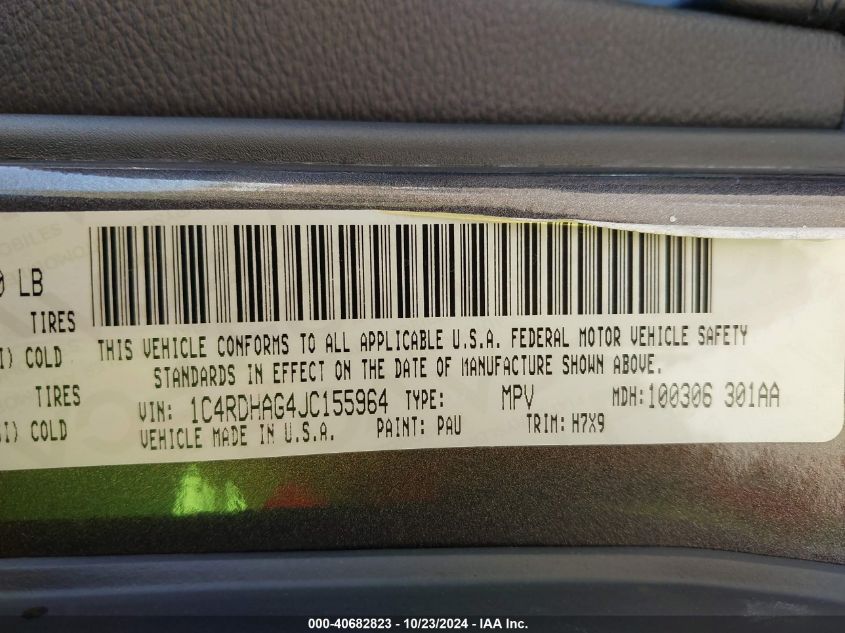 0 LB
TIRES
I) COLD
TIRES
SI) COLD
THIS VEHICLE CONFORMS TO ALL APPLICABLE U.S.A. FEDERAL MOTOR VEHICLE SAFETY
STANDARDS IN EFFECT ON THE DATE OF MANUFACTURE SHOWN ABOVE.
VIN: 1C4RDHAG4JC155964 TYPE: MPV MDH: 100306 301AA
VEHICLE MADE IN U.S.A. PAINT: PAU TRIM: H7X9
000-40682823 - 10/23/2024 - IAA Inc.